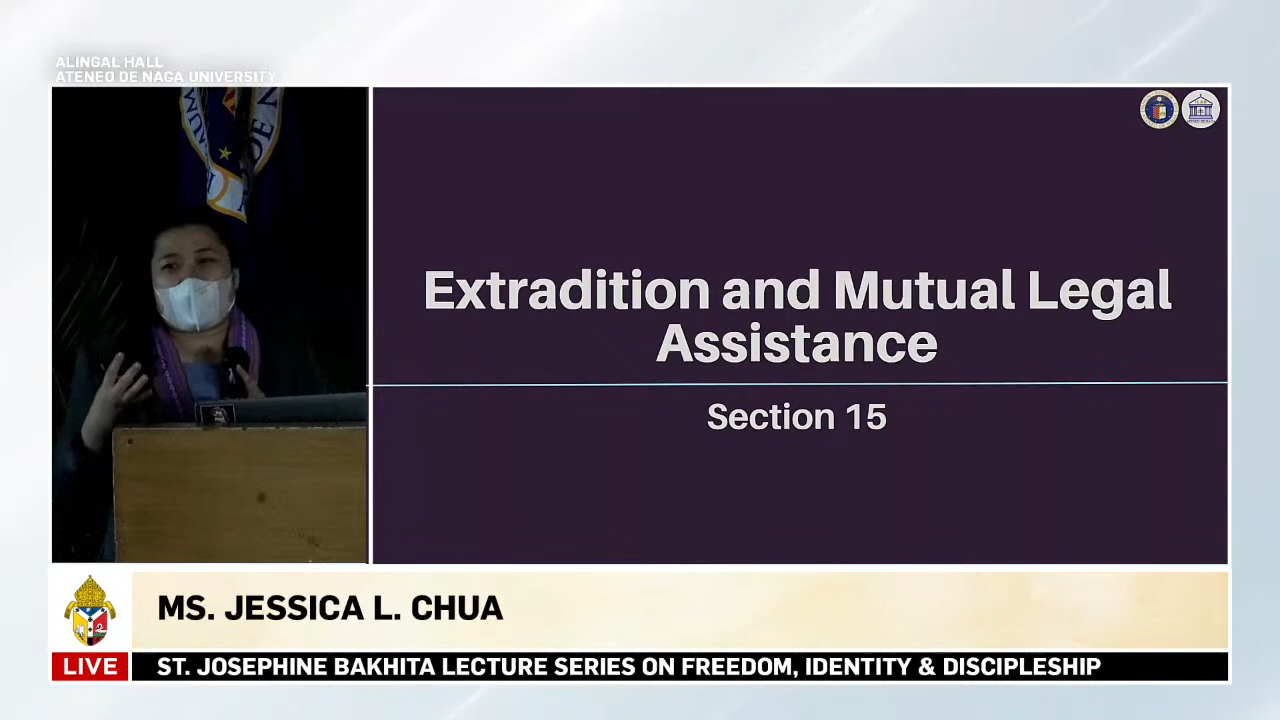 ALINGAL HALL
ATENEO DE NAGA UNIVERSITY
Extradition and Mutual Legal
Assistance
Section 15
MS. JESSICA L. CHUA
LIVE
ST. JOSEPHINE BAKHITA LECTURE SERIES ON FREEDOM, IDENTITY & DISCIPLESHIP